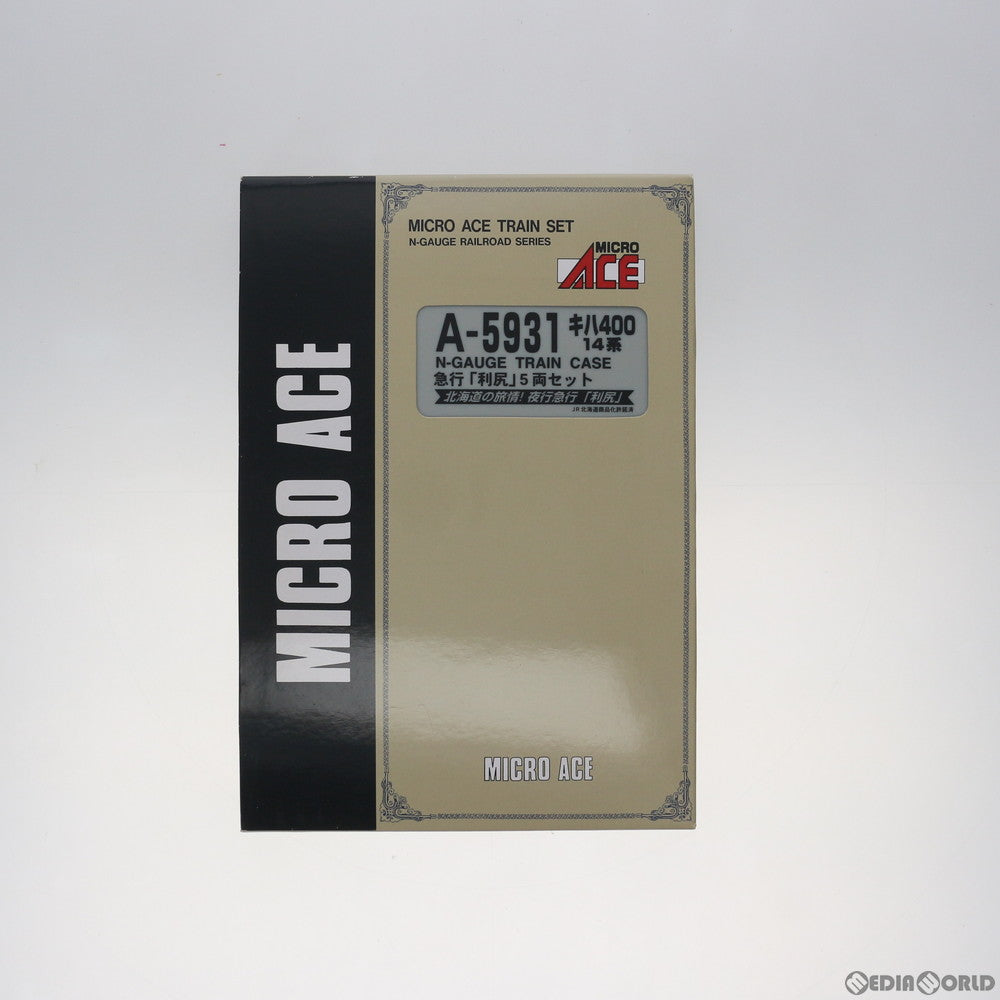 MICRO ACE
MICRO ACE TRAIN SET
N-GAUGE RAILROAD SERIES
MICRO
ACE
A-5931 キハ400
14系
N-GAUGE TRAIN CASE
急行「利尻」5両セット
北海道の旅情!夜行急行「利尻」
JR北海道商品化許諾済
MICRO ACE
MEDIAWORLD